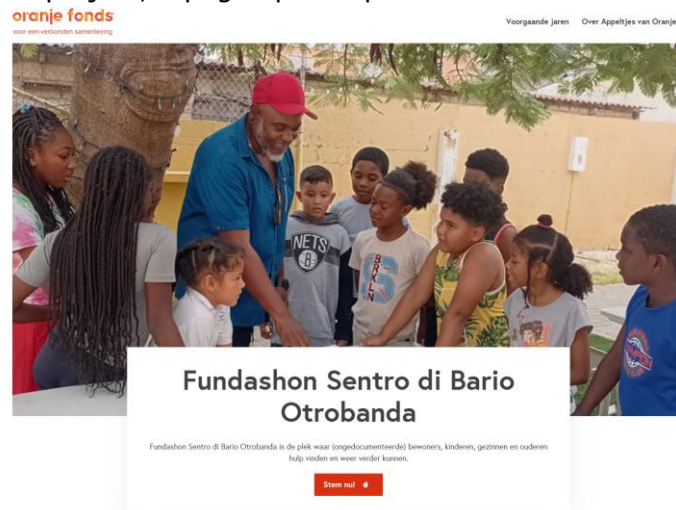 oranje fonds
voor een verbonden samenleving
Voorgaande jaren Over Appeltjes van Oranje
NETS
B
BRKLN
Fundashon Sentro di Bario
Otrobanda
Fundashon Sentro di Bario Otrobanda is de plek waar (ongedocumenteerde) bewoners, kinderen, gezinnen en ouderen
hulp vinden en weer verder kunnen.
Stem nu!